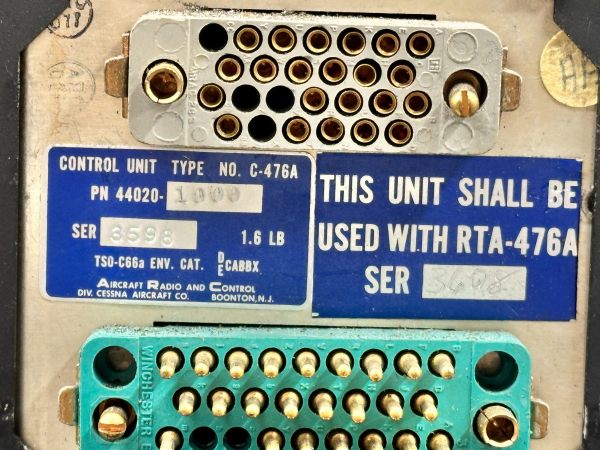 CONTROL UNIT TYPE NO. C-476A
PN 44020-1000
SER 3598
1.6 LB
TSO-C66a ENV. CAT. D/E CABBX
AIRCRAFT RADIO AND CONTROL
DIV. CESSNA AIRCRAFT CO. BOONTON, N.J.
THIS UNIT SHALL BE
USED WITH RTA-476A
SER
WINCHESTER E